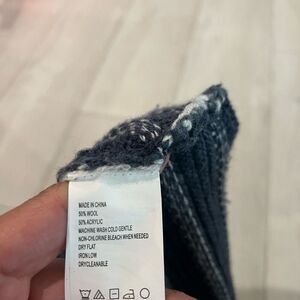 MADE IN CHINA
50% WOOL
50% ACRYLIC
MACHINE WASH COLD GENTLE
NON-CHLORINE BLEACH WHEN NEEDED
DRY FLAT
IRON LOW
DRYCLEANABLE